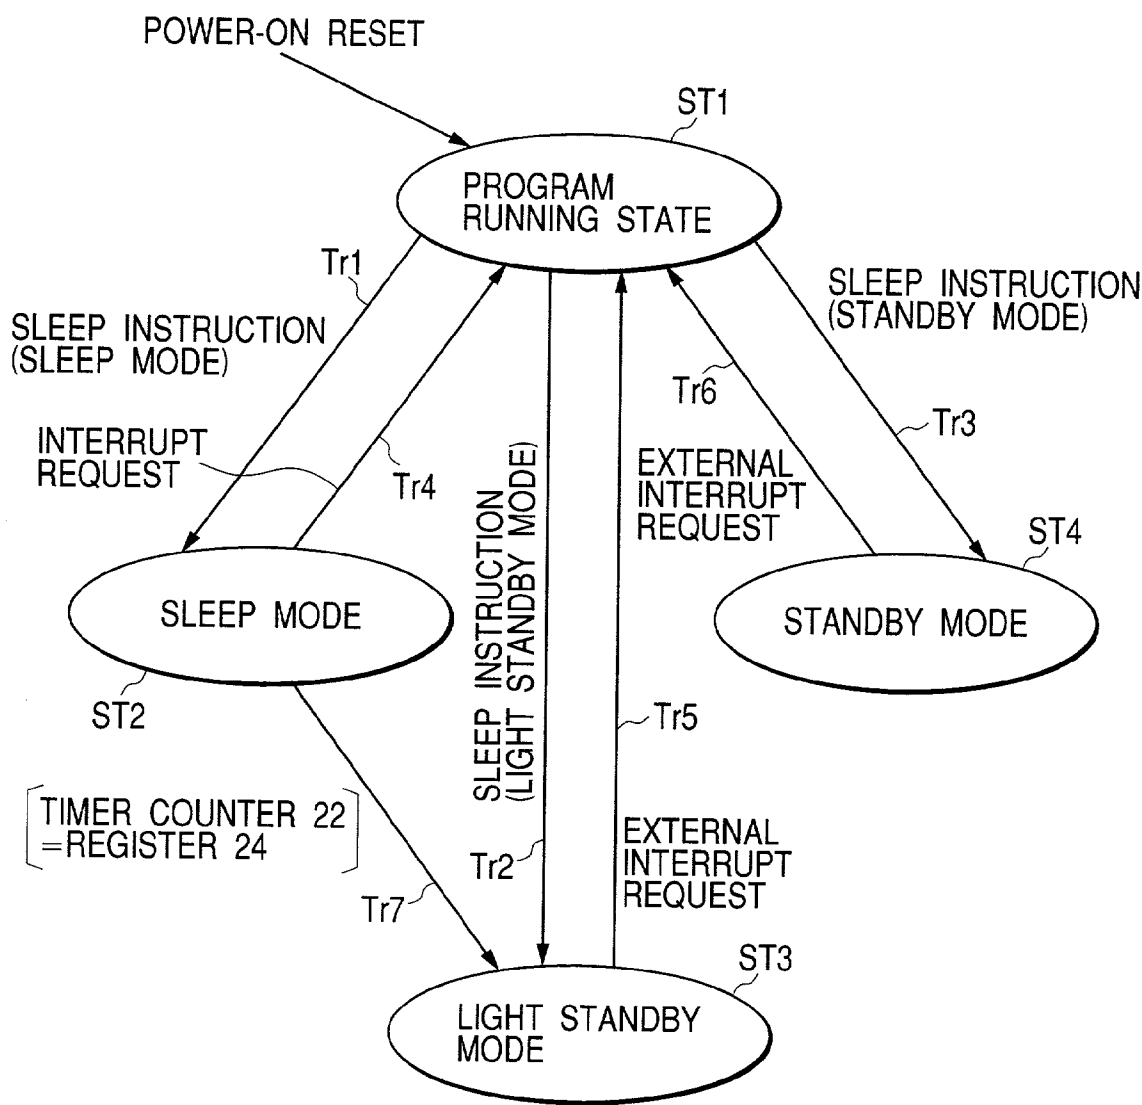 POWER-ON RESET
ST1
PROGRAM
RUNNING STATE
Tr1
SLEEP INSTRUCTION
(SLEEP MODE)
SLEEP INSTRUCTION
(STANDBY MODE)
Tr6
Tr3
INTERRUPT
REQUEST
Tr4
EXTERNAL
INTERRUPT
REQUEST
SLEEP INSTRUCTION
(LIGHT STANDBY MODE)
ST4
SLEEP MODE
STANDBY MODE
ST2
Tr5
TIMER COUNTER 22
=REGISTER 24
Tr2
EXTERNAL
INTERRUPT
REQUEST
Tr7
ST3
LIGHT STANDBY
MODE